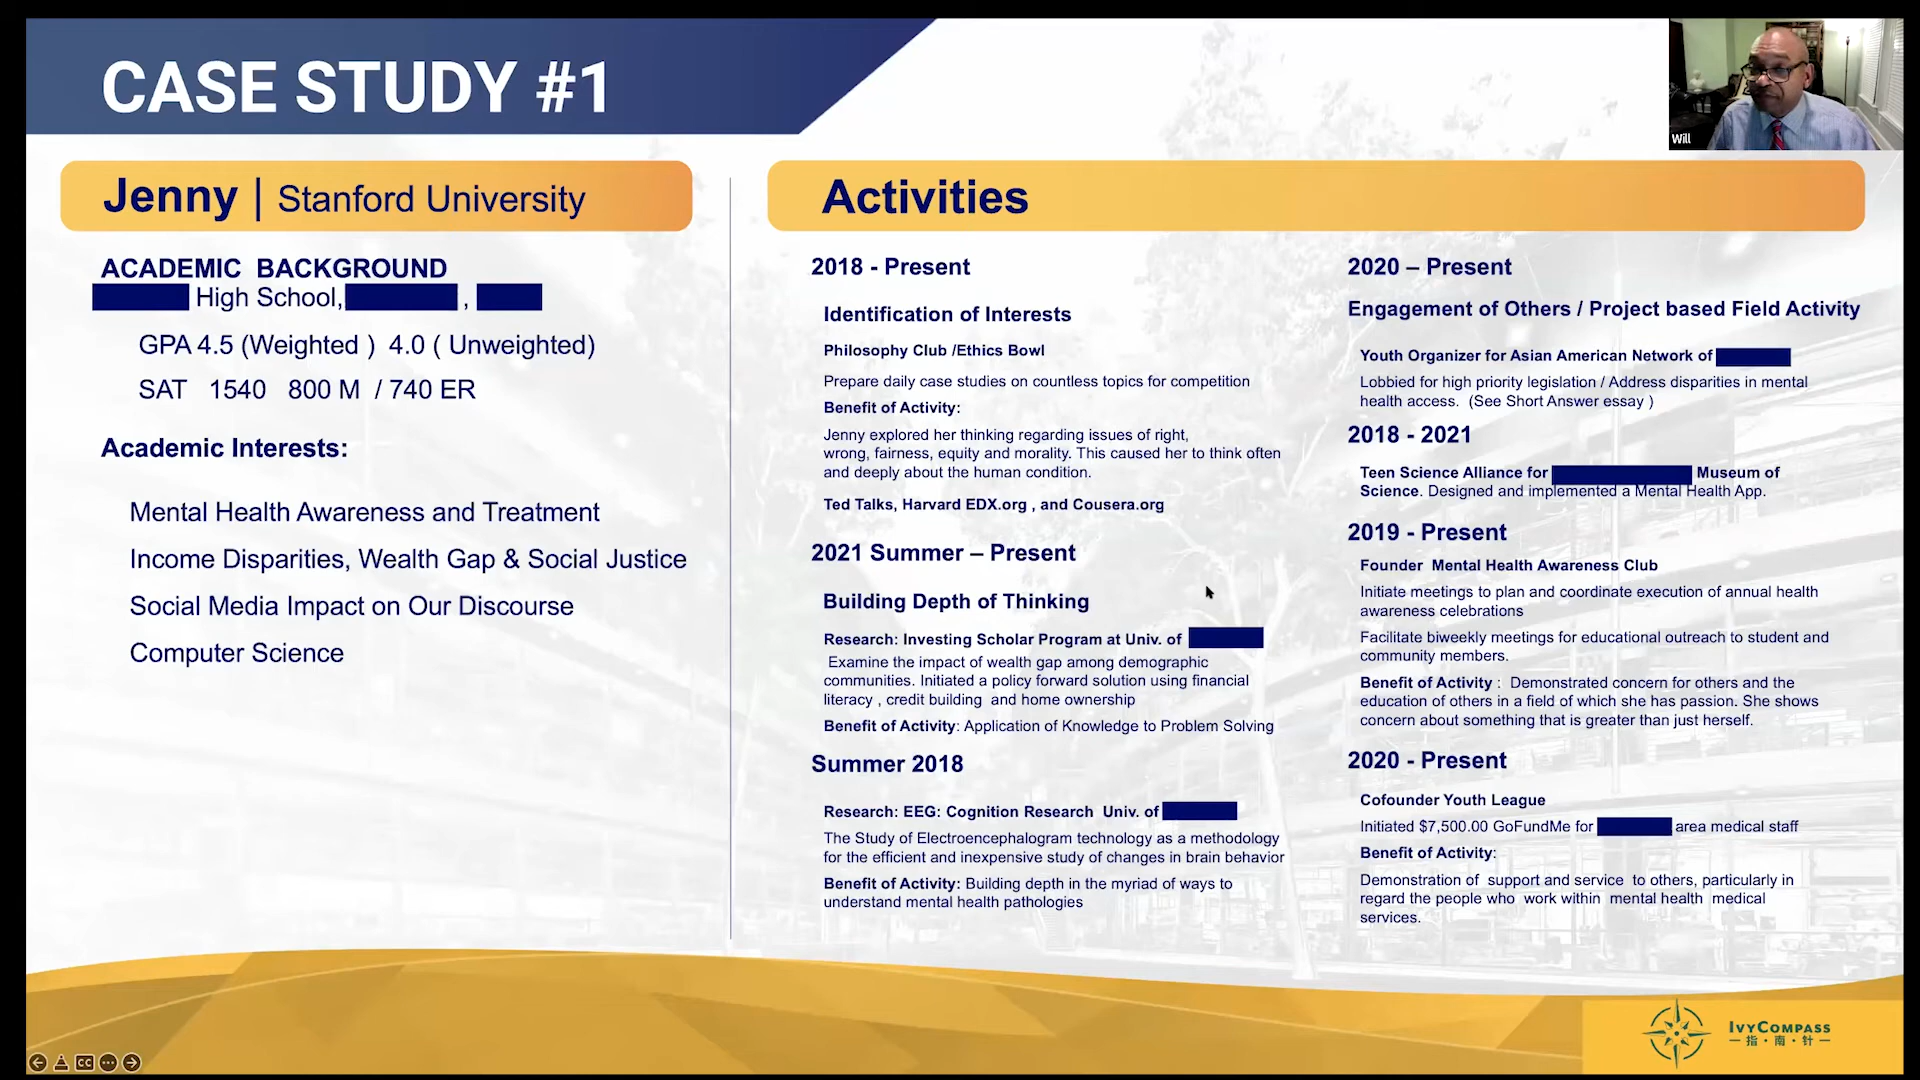 CASE STUDY #1
Will
Jenny | Stanford University
ACADEMIC BACKGROUND
High School, ,
GPA 4.5 (Weighted ) 4.0 ( Unweighted)
SAT 1540 800 M / 740 ER
Academic Interests:
Mental Health Awareness and Treatment
Income Disparities, Wealth Gap & Social Justice
Social Media Impact on Our Discourse
Computer Science
Activities
2018 - Present
Identification of Interests
Philosophy Club /Ethics Bowl
Prepare daily case studies on countless topics for competition
Benefit of Activity:
Jenny explored her thinking regarding issues of right,
wrong, fairness, equity and morality. This caused her to think often
and deeply about the human condition.
Ted Talks, Harvard EDX.org , and Cousera.org
2021 Summer – Present
Building Depth of Thinking
Research: Investing Scholar Program at Univ. of
Examine the impact of wealth gap among demographic
communities. Initiated a policy forward solution using financial
literacy , credit building and home ownership
Benefit of Activity: Application of Knowledge to Problem Solving
Summer 2018
Research: EEG: Cognition Research Univ. of
The Study of Electroencephalogram technology as a methodology
for the efficient and inexpensive study of changes in brain behavior
Benefit of Activity: Building depth in the myriad of ways to
understand mental health pathologies
2020 – Present
Engagement of Others / Project based Field Activity
Youth Organizer for Asian American Network of
Lobbied for high priority legislation / Address disparities in mental
health access. (See Short Answer essay )
2018 - 2021
Teen Science Alliance for Museum of
Science. Designed and implemented a Mental Health App.
2019 - Present
Founder Mental Health Awareness Club
Initiate meetings to plan and coordinate execution of annual health
awareness celebrations
Facilitate biweekly meetings for educational outreach to student and
community members.
Benefit of Activity : Demonstrated concern for others and the
education of others in a field of which she has passion. She shows
concern about something that is greater than just herself.
2020 - Present
Cofounder Youth League
Initiated $7,500.00 GoFundMe for area medical staff
Benefit of Activity:
Demonstration of support and service to others, particularly in
regard the people who work within mental health medical
services.
CC
IVYCOMPASS
指·南·针